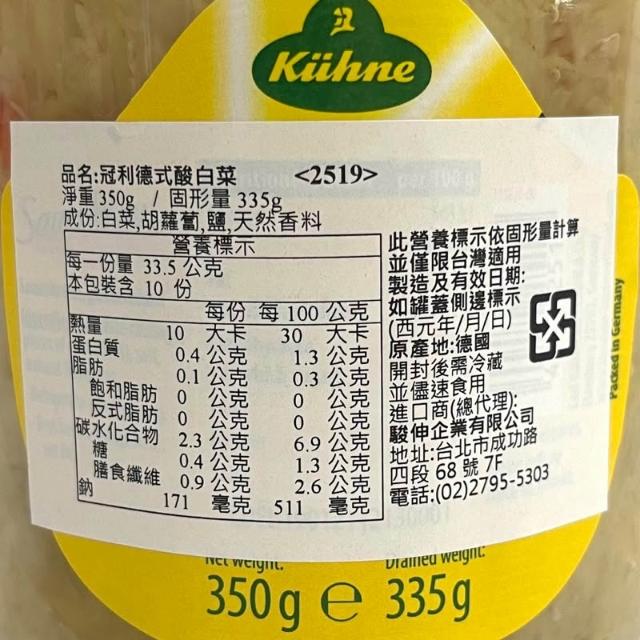 Kühne
品名:冠利德式酸白菜 <2519>
淨重 350g / 固形量 335g
成份:白菜,胡蘿蔔,鹽,天然香料
營養標示
每一份量 33.5 公克
本包裝含 10 份
每份 每 100 公克
熱量 10 大卡 30 大卡
蛋白質 0.4 公克 1.3 公克
脂肪 0.1 公克 0.3 公克
飽和脂肪 0 公克 0 公克
反式脂肪 0 公克 0 公克
碳水化合物 2.3 公克 6.9 公克
糖 0.4 公克 1.3 公克
膳食纖維 0.9 公克 2.6 公克
鈉 171 毫克 511 毫克
此營養標示依固形量計算
並僅限台灣適用
製造及有效日期:
如罐蓋側邊標示
(西元年/月/日)
原產地:德國
開封後需冷藏
並儘速食用
進口商(總代理):
駿伸企業有限公司
地址:台北市成功路
四段 68 號 7F
電話:(02)2795-5303
Packed in Germany
Net weight: Drained weight:
350 g e 335 g